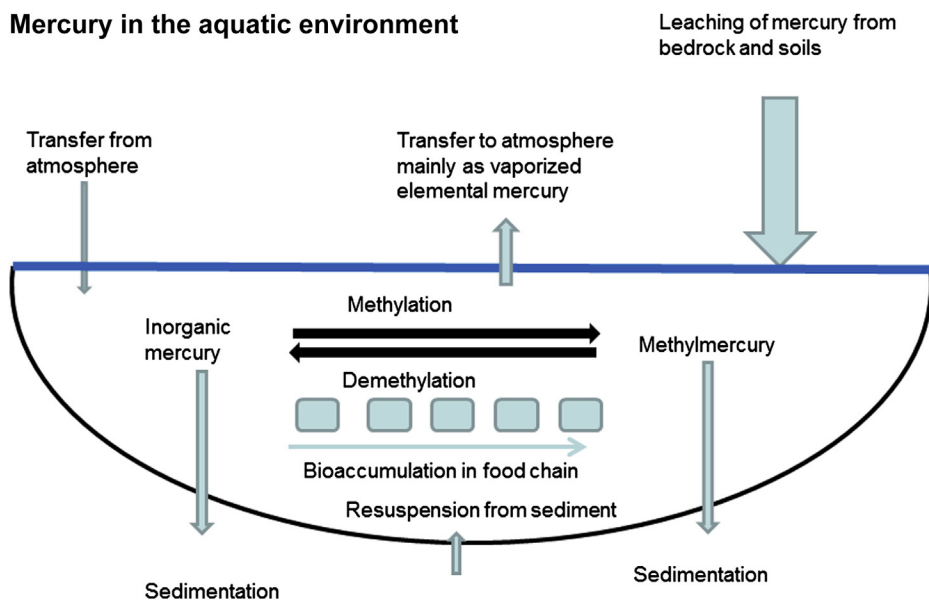 Mercury in the aquatic environment
Leaching of mercury from
bedrock and soils
Transfer from
atmosphere
Transfer to atmosphere
mainly as vaporized
elemental mercury
Methylation
Inorganic
mercury
Methylmercury
Demethylation
Bioaccumulation in food chain
Resuspension from sediment
Sedimentation
Sedimentation